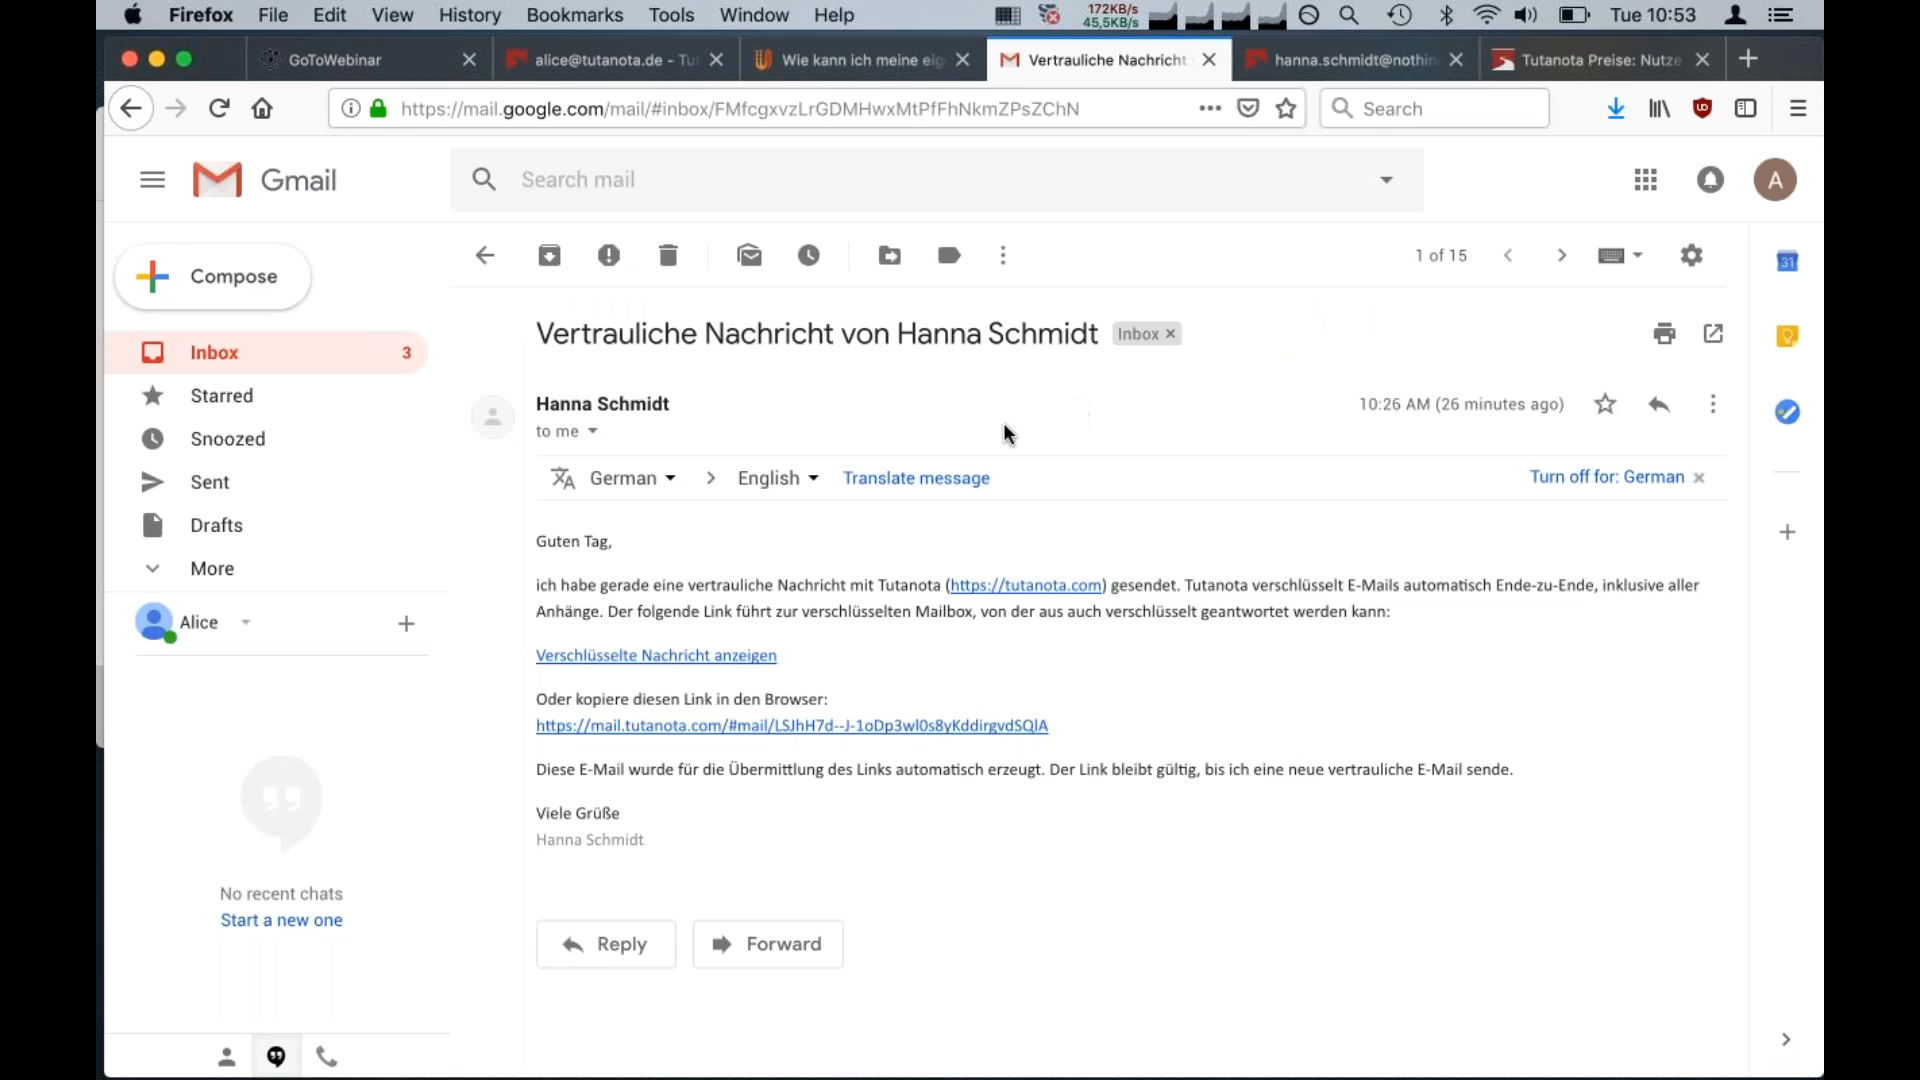 Firefox File Edit View History Bookmarks Tools Window Help 172KB/s 45,5KB/s Tue 10:53
GoToWebinar alice@tutanota.de - Tu Wie kann ich meine eig Vertrauliche Nachricht hanna.schmidt@nothin Tutanota Preise: Nutze
https://mail.google.com/mail/#inbox/FMfcgxvzLrGDMHwxMtPfFhNkmZPsZChN Search
Gmail Search mail A
Compose 1 of 15 31
Vertrauliche Nachricht von Hanna Schmidt Inbox ×
Inbox 3
Starred
Snoozed
Sent
Drafts
More
Alice
No recent chats
Start a new one
Hanna Schmidt 10:26 AM (26 minutes ago)
to me
German > English Translate message Turn off for: German ×
Guten Tag,
ich habe gerade eine vertrauliche Nachricht mit Tutanota (https://tutanota.com) gesendet. Tutanota verschlüsselt E-Mails automatisch Ende-zu-Ende, inklusive aller
Anhänge. Der folgende Link führt zur verschlüsselten Mailbox, von der aus auch verschlüsselt geantwortet werden kann:
Verschlüsselte Nachricht anzeigen
Oder kopiere diesen Link in den Browser:
https://mail.tutanota.com/#mail/LSJhH7d--J-1oDp3wl0s8yKddirgvdSQlA
Diese E-Mail wurde für die Übermittlung des Links automatisch erzeugt. Der Link bleibt gültig, bis ich eine neue vertrauliche E-Mail sende.
Viele Grüße
Hanna Schmidt
Reply Forward